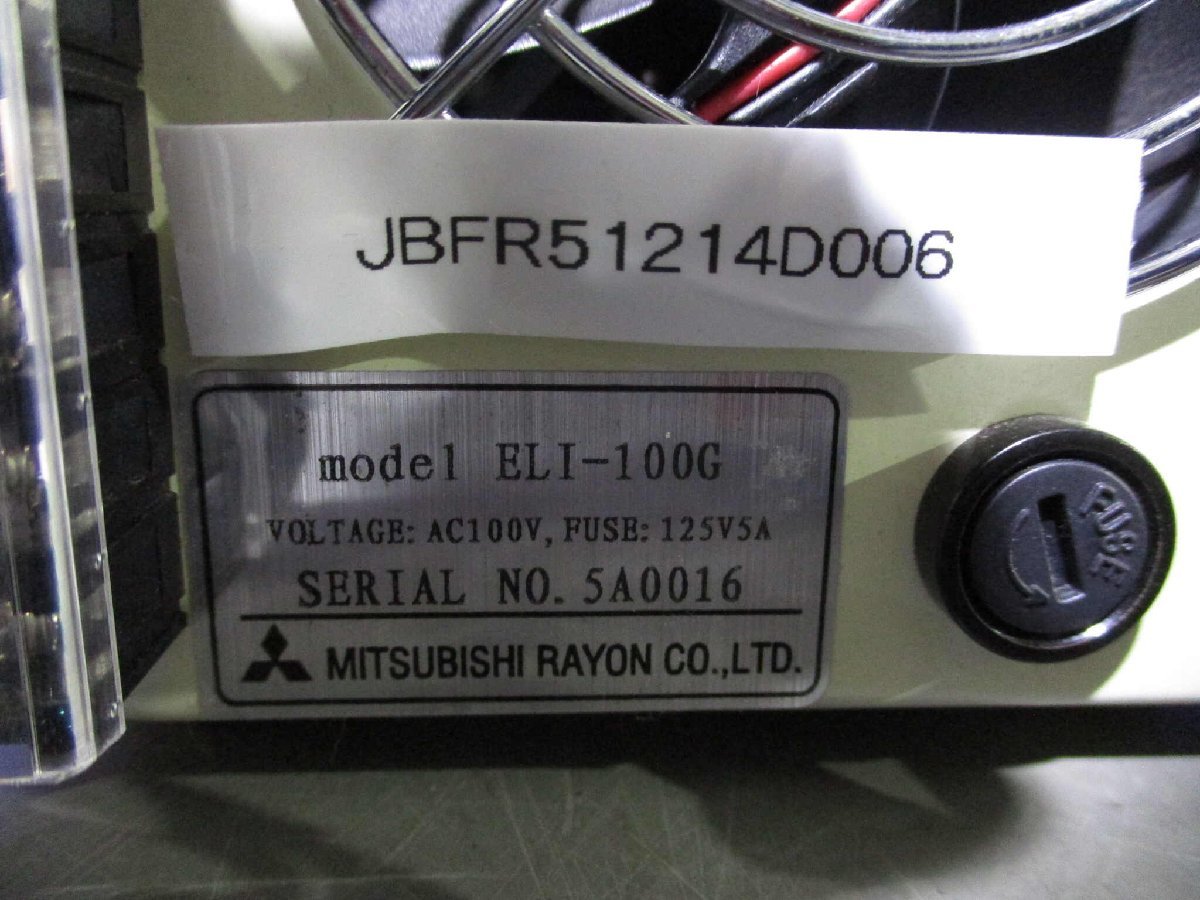 JBFR51214D006
model ELI-100G
VOLTAGE: AC100V, FUSE: 125V5A
SERIAL NO. 5A0016
MITSUBISHI RAYON CO.,LTD.
FUSE